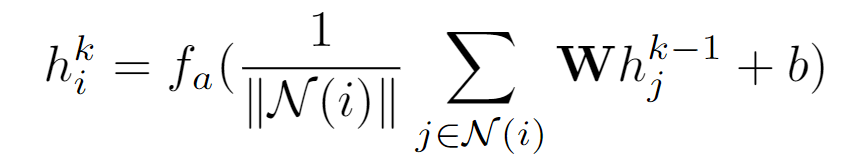 h_i^k = f_a(\frac{1}{\|\mathcal{N}(i)\|} \sum_{j \in \mathcal{N}(i)} \mathbf{W}h_j^{k-1} + b)